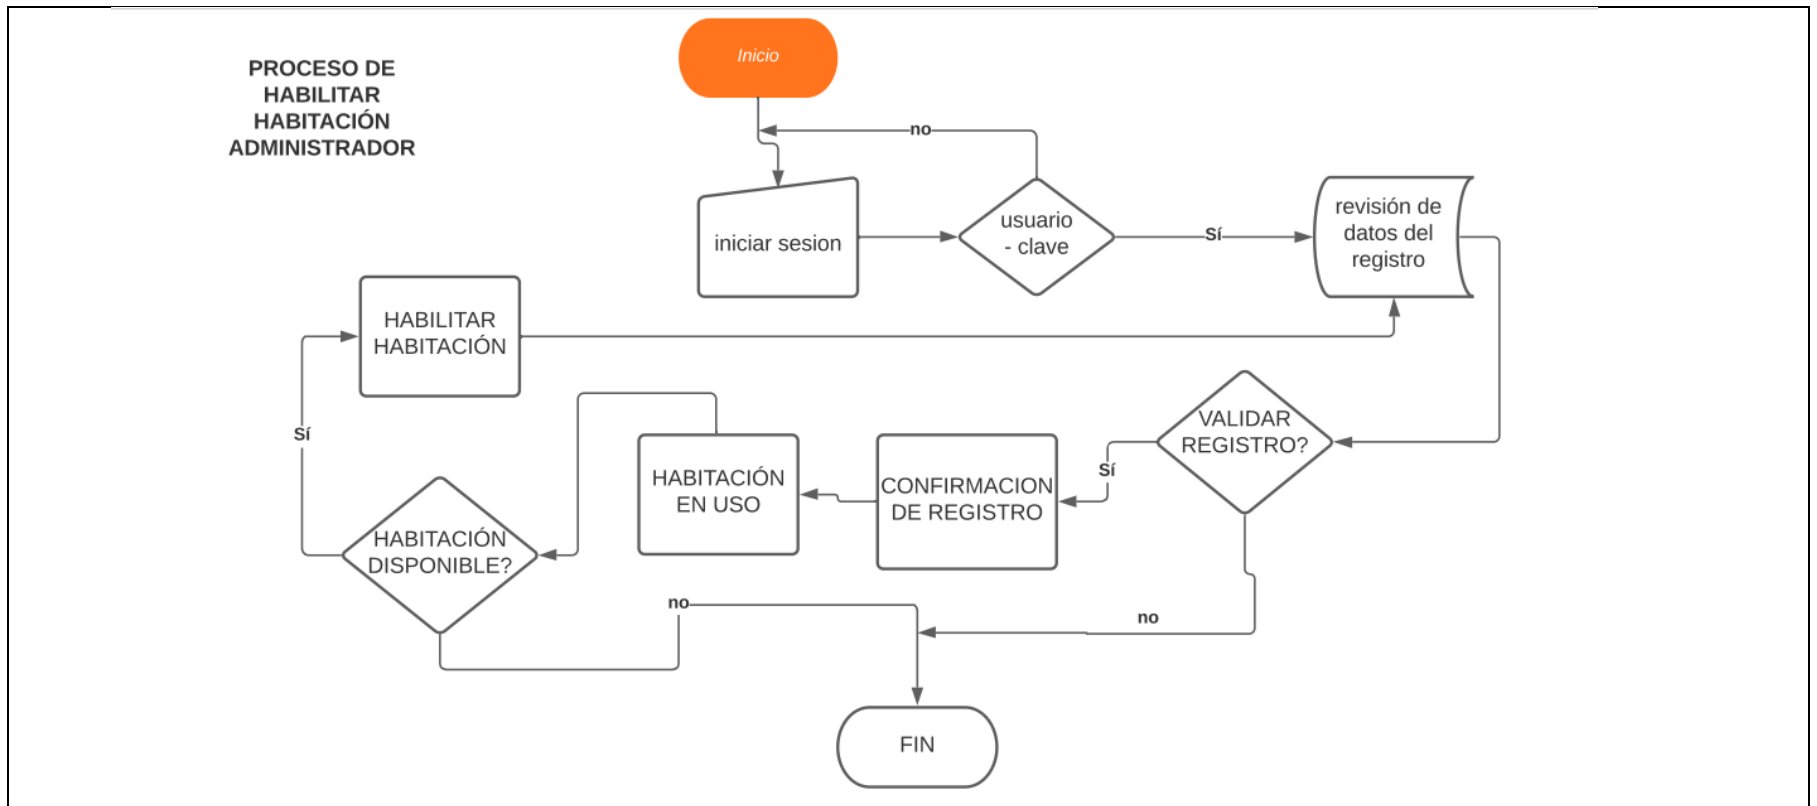 PROCESO DE
HABILITAR
HABITACIÓN
ADMINISTRADOR
Inicio
no
iniciar sesion
usuario
- clave
Sí
revisión de
datos del
registro
HABILITAR
HABITACIÓN
VALIDAR
REGISTRO?
Sí
CONFIRMACION
DE REGISTRO
HABITACIÓN
EN USO
Sí
HABITACIÓN
DISPONIBLE?
no
no
FIN